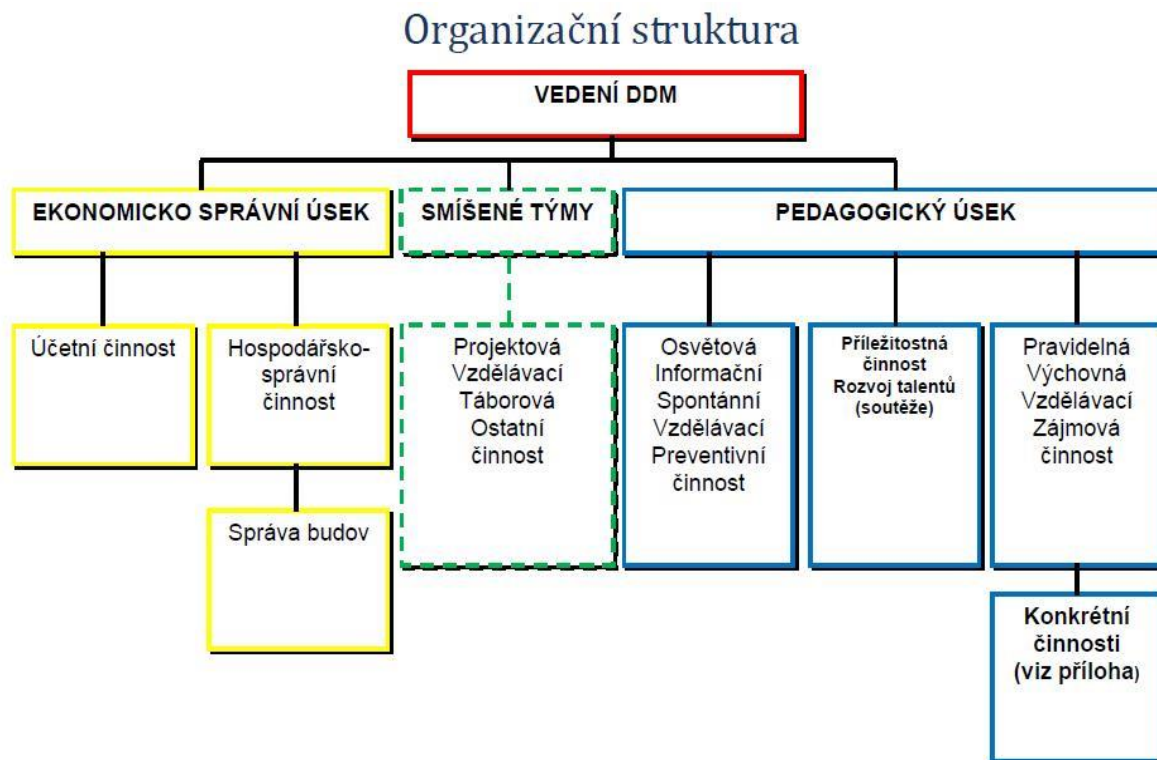 Organizační struktura
VEDENÍ DDM
EKONOMICKO SPRÁVNÍ ÚSEK
SMÍŠENÉ TÝMY
PEDAGOGICKÝ ÚSEK
Účetní činnost
Hospodářsko-
správní
činnost
Správa budov
Projektová
Vzdělávací
Táborová
Ostatní
činnost
Osvětová
Informační
Spontánní
Vzdělávací
Preventivní
činnost
Příležitostná
činnost
Rozvoj talentů
(soutěže)
Pravidelná
Výchovná
Vzdělávací
Zájmová
činnost
Konkrétní
činnosti
(viz příloha)